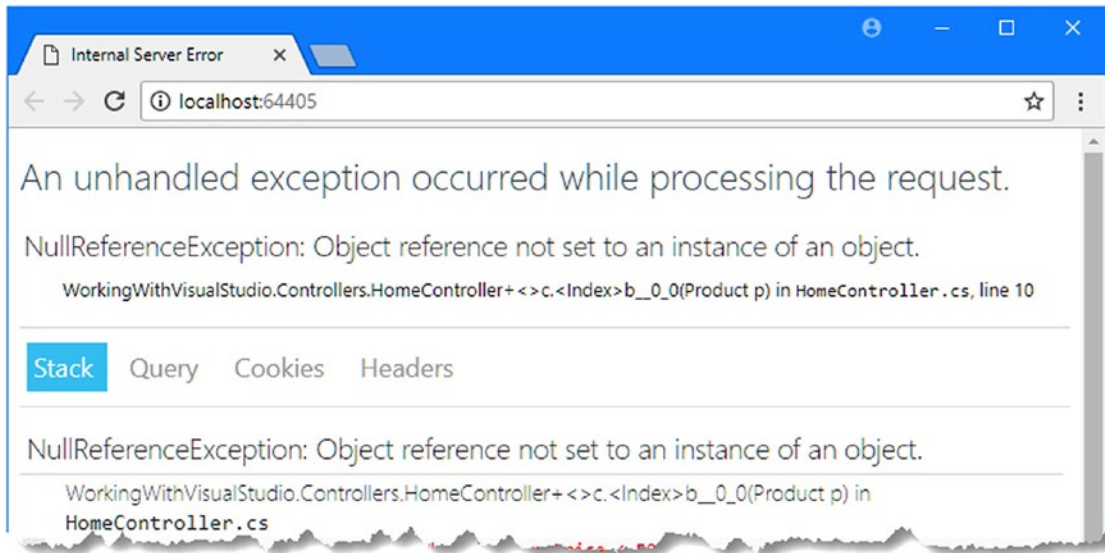 Internal Server Error
localhost:64405
An unhandled exception occurred while processing the request.
NullReferenceException: Object reference not set to an instance of an object.
WorkingWithVisualStudio.Controllers.HomeController+<>c.<Index>b__0_0(Product p) in HomeController.cs, line 10
Stack Query Cookies Headers
NullReferenceException: Object reference not set to an instance of an object.
WorkingWithVisualStudio.Controllers.HomeController+<>c.<Index>b__0_0(Product p) in
HomeController.cs